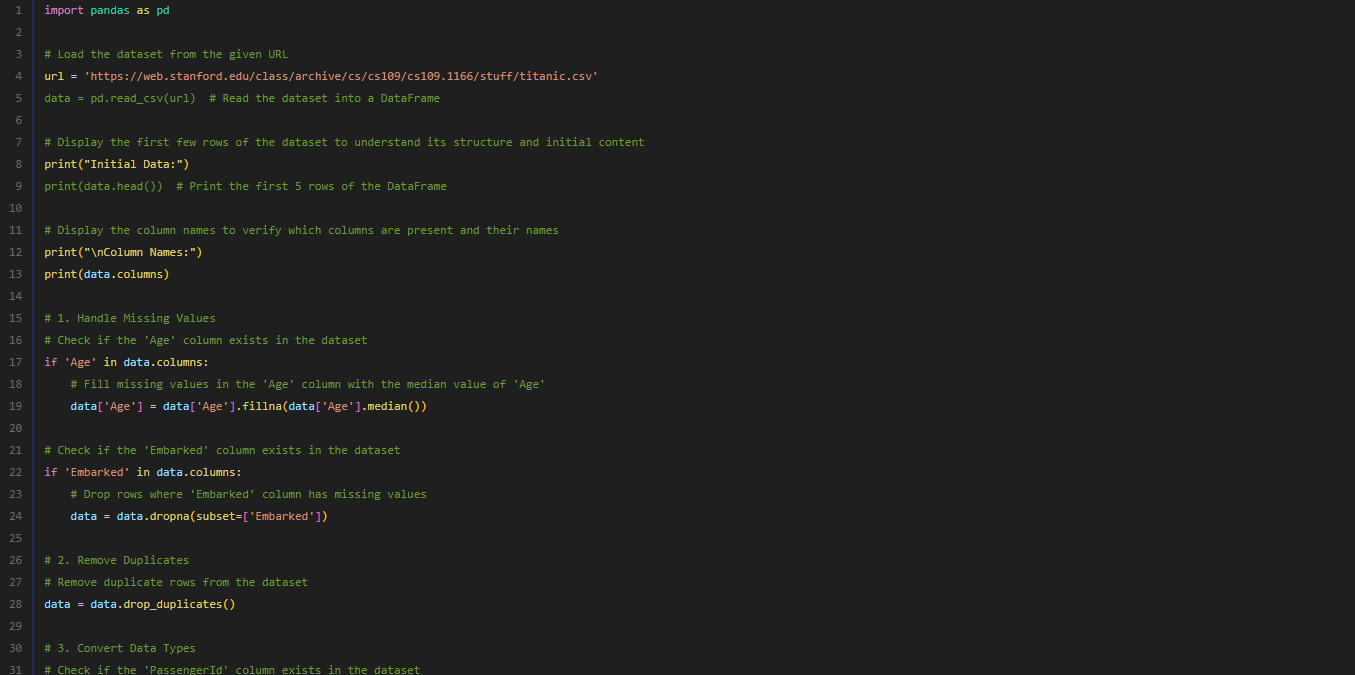 1 import pandas as pd
2
3 # Load the dataset from the given URL
4 url = 'https://web.stanford.edu/class/archive/cs/cs109/cs109.1166/stuff/titanic.csv'
5 data = pd.read_csv(url)  # Read the dataset into a DataFrame
6
7 # Display the first few rows of the dataset to understand its structure and initial content
8 print("Initial Data:")
9 print(data.head())  # Print the first 5 rows of the DataFrame
10
11 # Display the column names to verify which columns are present and their names
12 print("\nColumn Names:")
13 print(data.columns)
14
15 # 1. Handle Missing Values
16 # Check if the 'Age' column exists in the dataset
17 if 'Age' in data.columns:
18     # Fill missing values in the 'Age' column with the median value of 'Age'
19     data['Age'] = data['Age'].fillna(data['Age'].median())
20
21 # Check if the 'Embarked' column exists in the dataset
22 if 'Embarked' in data.columns:
23     # Drop rows where 'Embarked' column has missing values
24     data = data.dropna(subset=['Embarked'])
25
26 # 2. Remove Duplicates
27 # Remove duplicate rows from the dataset
28 data = data.drop_duplicates()
29
30 # 3. Convert Data Types
31 # Check if the 'PassengerId' column exists in the dataset